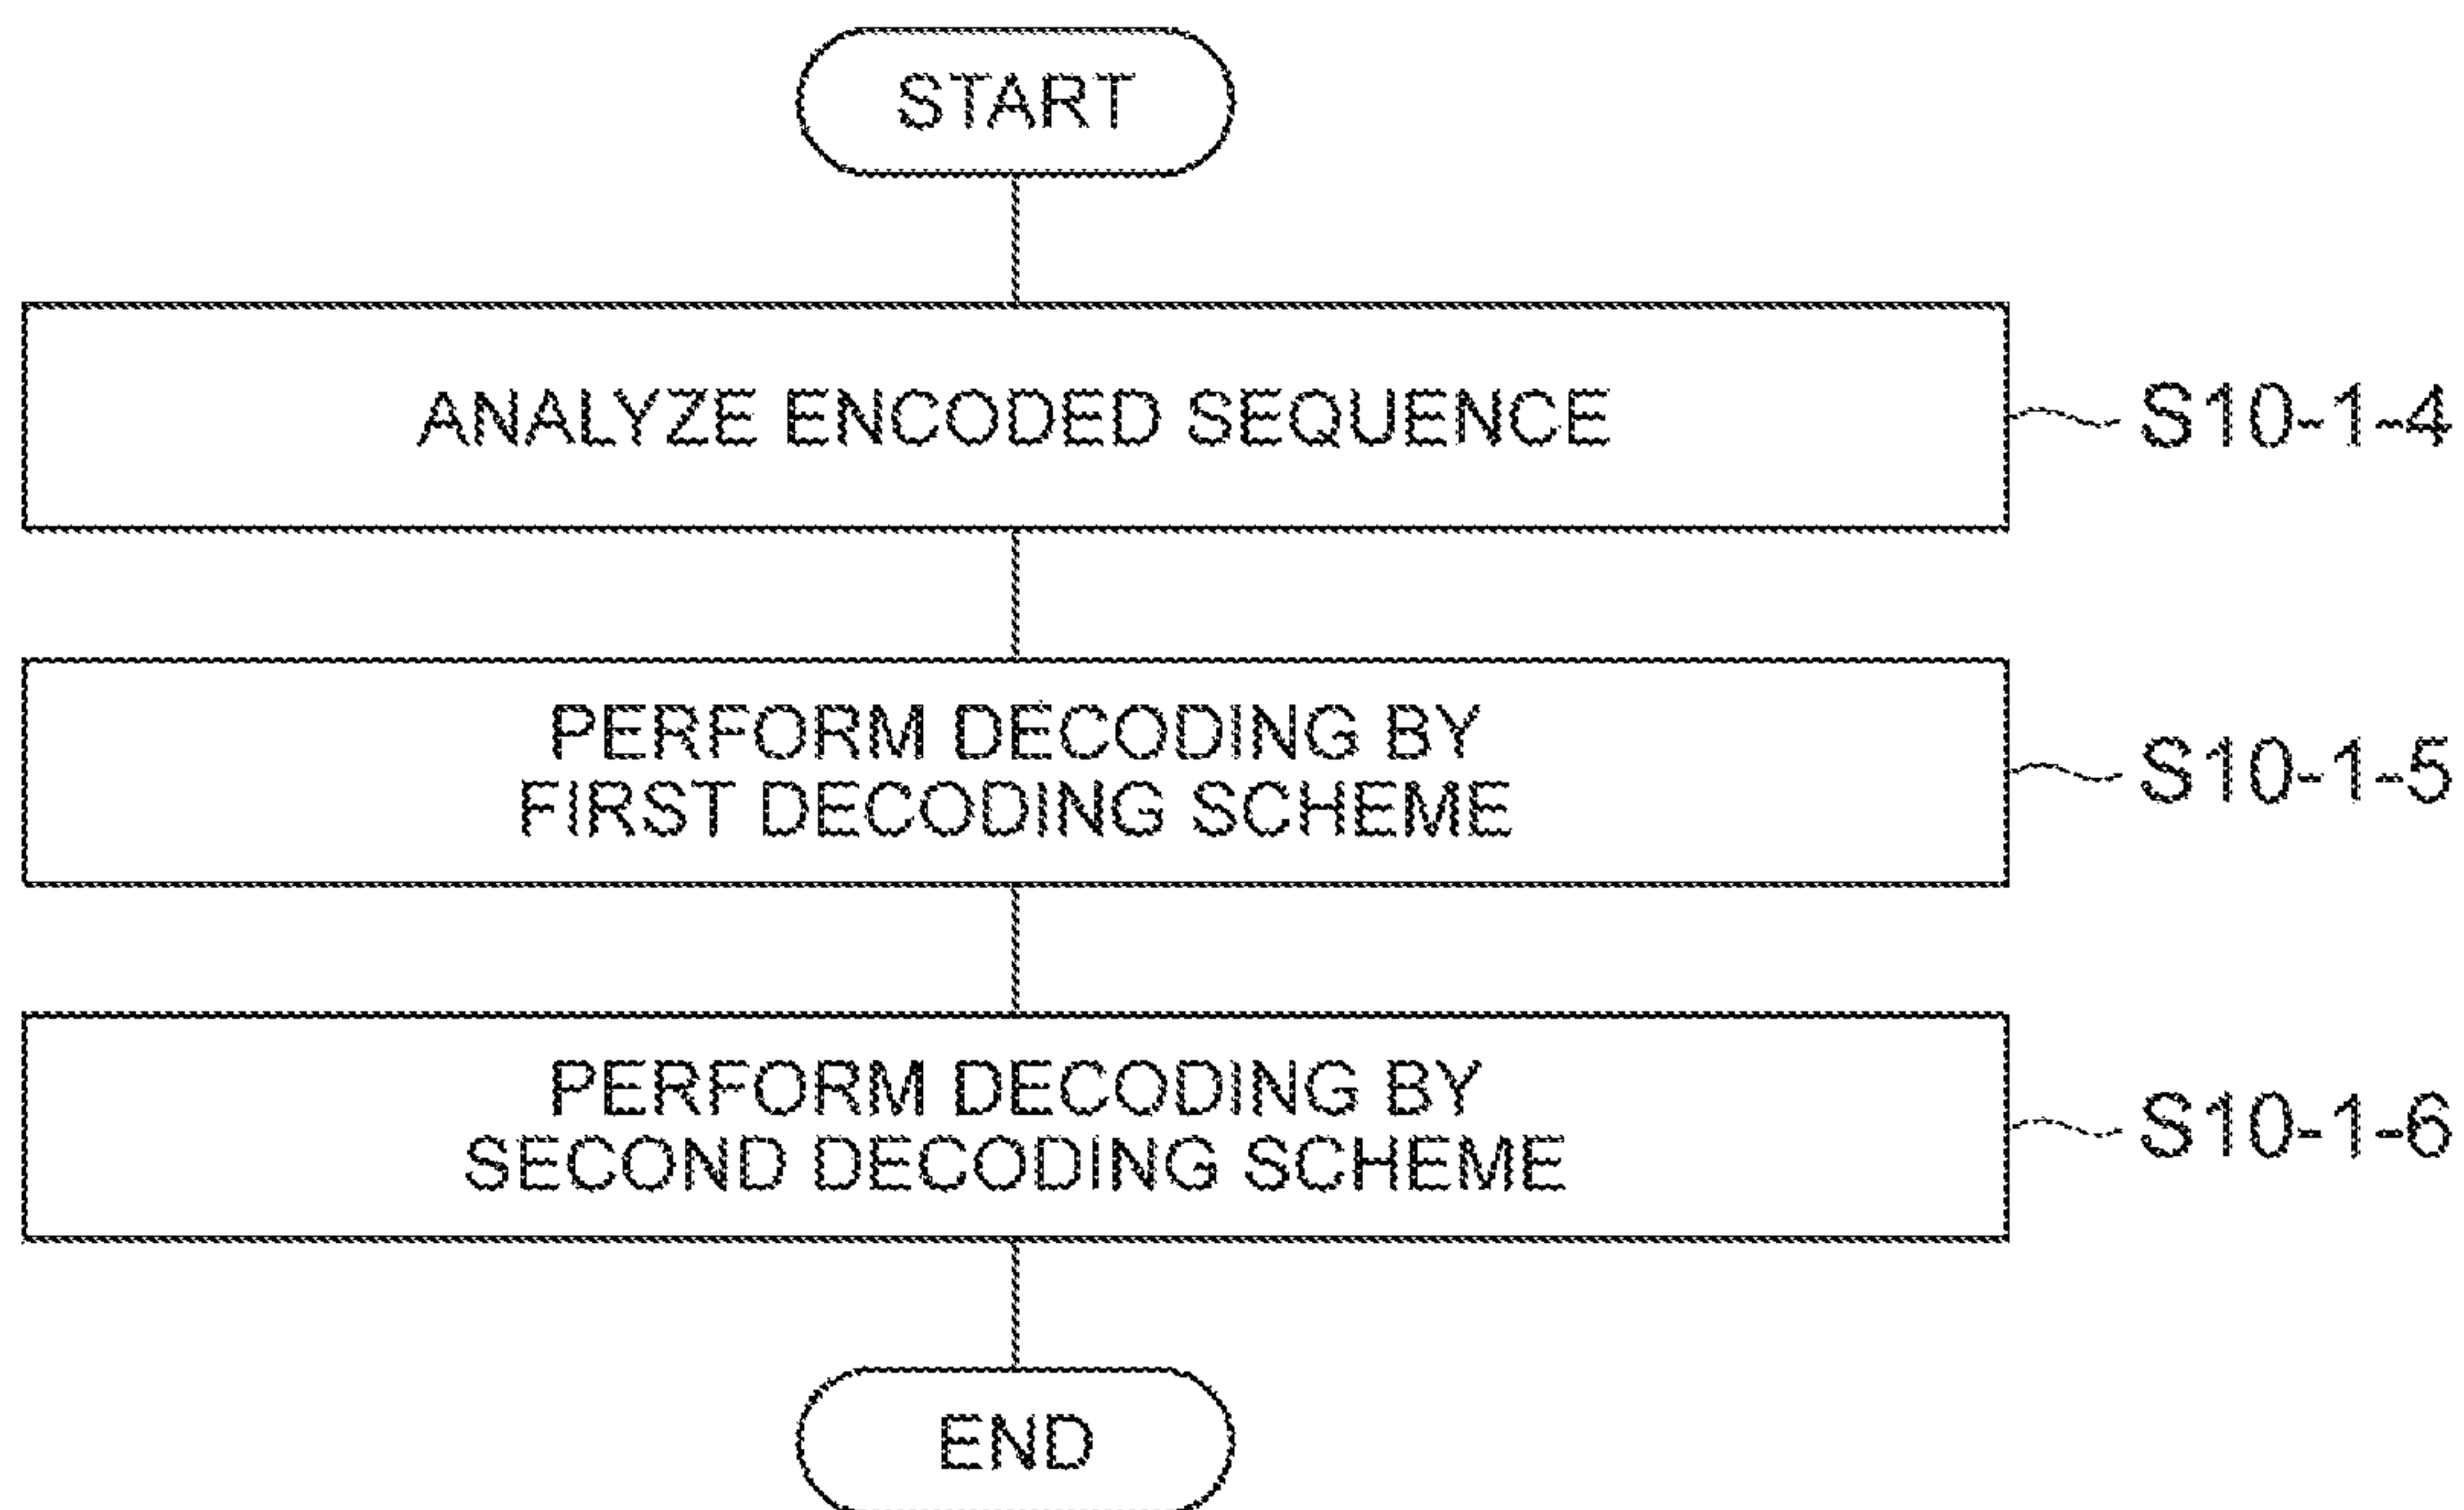 START
ANALYZE ENCODED SEQUENCE
S10-1-4
PERFORM DECODING BY
FIRST DECODING SCHEME
S10-1-5
PERFORM DECODING BY
SECOND DECODING SCHEME
S10-1-6
END